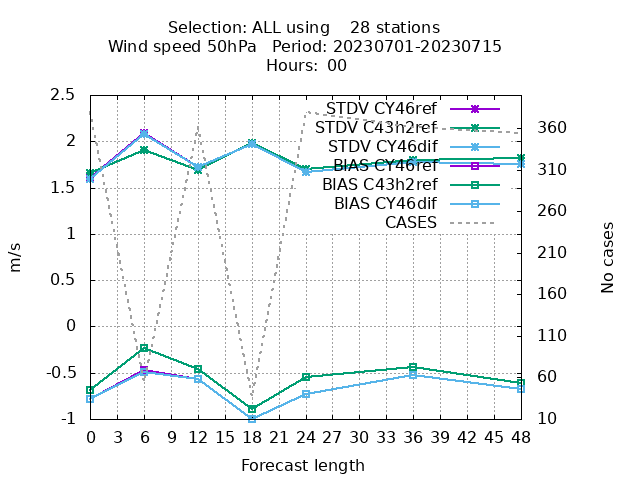 Selection: ALL using    28 stations
Wind speed 50hPa   Period: 20230701-20230715
Hours: 00
2.5
2
1.5
1
0.5
0
-0.5
-1
m/s
STDV CY46ref
STDV C43h2ref
STDV CY46dif
BIAS CY46ref
BIAS C43h2ref
BIAS CY46dif
CASES
360
310
260
210
160
110
60
10
No cases
0 3 6 9 12 15 18 21 24 27 30 33 36 39 42 45 48
Forecast length